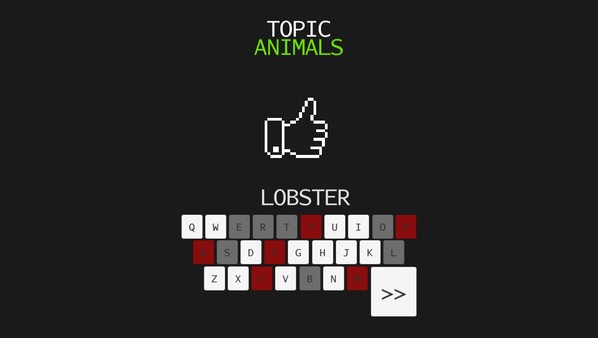 TOPIC
ANIMALS
LOBSTER
Q W E R T U I O
S D G H J K L
Z X V B N
>>